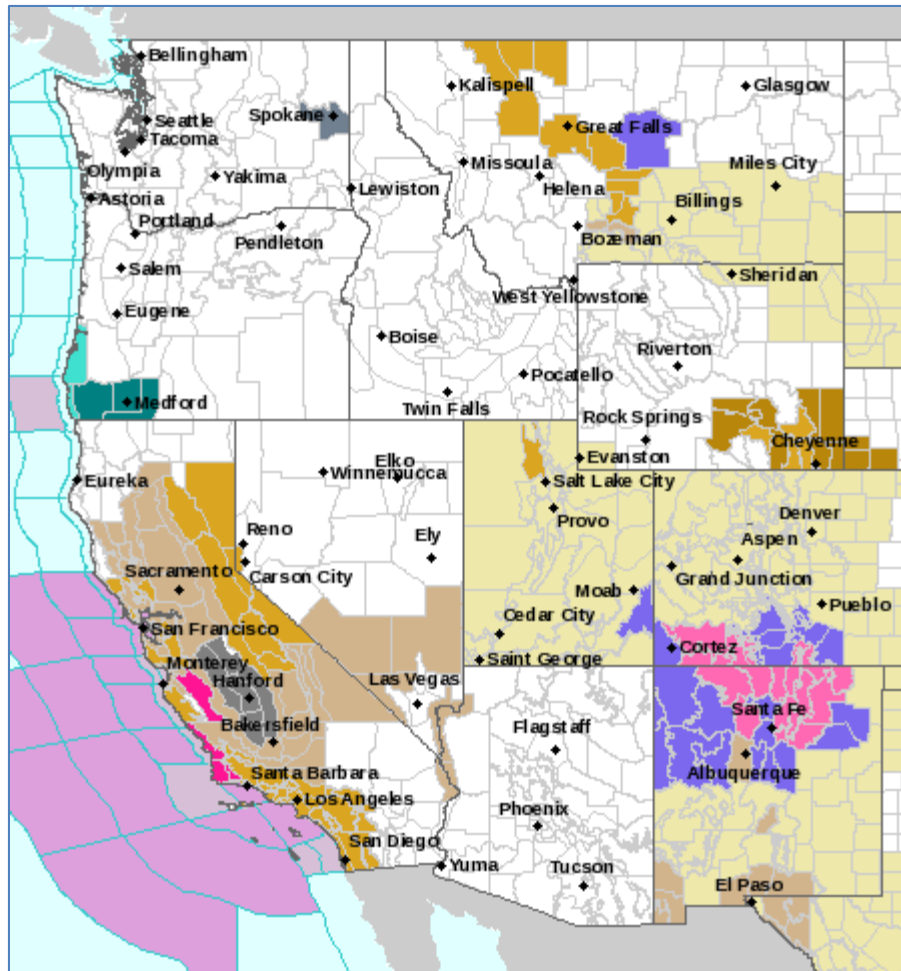 Bellingham
Kalispell
Glasgow
Spokane
Seattle
Great Falls
Tacoma
Olympia
Missoula
Miles City
Yakima
Lewiston
Helena
Astoria
Billings
Portland
Pendleton
Bozeman
Salem
Sheridan
West Yellowstone
Eugene
Boise
Riverton
Pocatello
Medford
Twin Falls
Rock Springs
Cheyenne
Evanston
Elko
Winnemucca
Eureka
Salt Lake City
Provo
Denver
Reno
Ely
Aspen
Sacramento
Carson City
Grand Junction
Moab
Pueblo
San Francisco
Cedar City
Cortez
Monterey
Saint George
Hanford
Las Vegas
Santa Fe
Bakersfield
Flagstaff
Albuquerque
Santa Barbara
Los Angeles
Phoenix
San Diego
Yuma
Tucson
El Paso